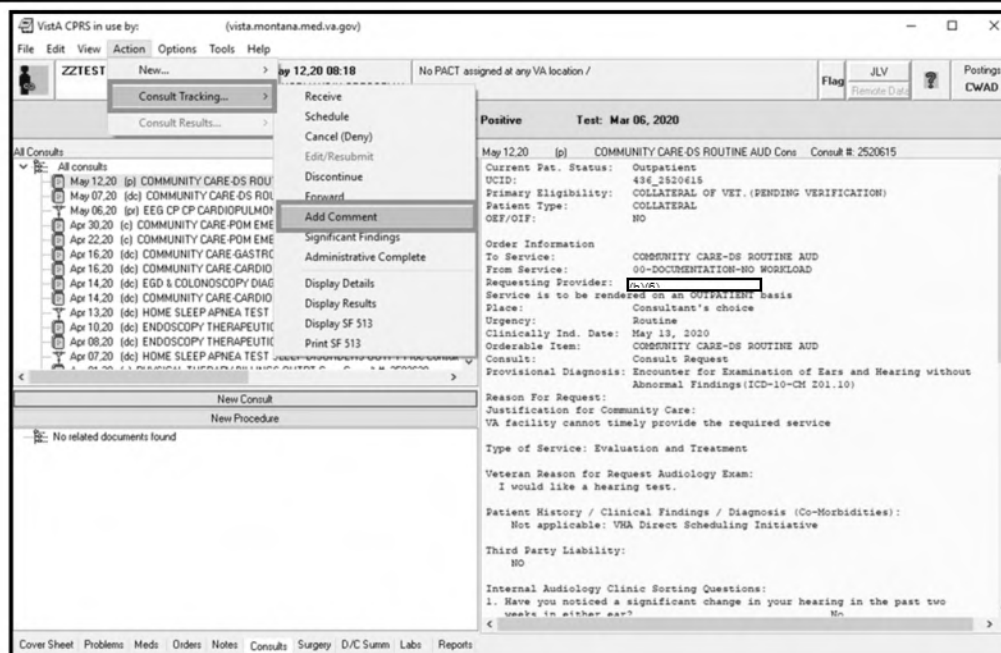 VistA CPRS in use by: (vista.montana.med.va.gov)
File Edit View Action Options Tools Help
ZZTEST
ay 12,20 08:18
No PACT assigned at any VA location /
Flag
JLV
Remote Data
Postings
CWAD
New...
Consult Tracking...
Consult Results...
Receive
Schedule
Cancel (Deny)
Edit/Resubmit
Discontinue
Forward
Add Comment
Significant Findings
Administrative Complete
Display Details
Display Results
Display SF 513
Print SF 513
Positive Test: Mar 06, 2020
All Consults
All consults
May 12,20 (p) COMMUNITY CARE-DS ROU
May 07,20 (dc) COMMUNITY CARE-DS ROU
May 06,20 (pr) EEG CP CP CARDIOPULMON
Apr 30,20 (c) COMMUNITY CARE-POM EME
Apr 22,20 (c) COMMUNITY CARE-POM EME
Apr 16,20 (dc) COMMUNITY CARE-GASTRO
Apr 16,20 (dc) COMMUNITY CARE-CARDIO
Apr 14,20 (dc) EGD & COLONOSCOPY DIAG
Apr 14,20 (dc) COMMUNITY CARE-CARDIO
Apr 13,20 (dc) HOME SLEEP APNEA TEST
Apr 10,20 (dc) ENDOSCOPY THERAPEUTIC
Apr 08,20 (dc) ENDOSCOPY THERAPEUTIC
Apr 07,20 (dc) HOME SLEEP APNEA TEST
New Consult
New Procedure
No related documents found
May 12,20 (p) COMMUNITY CARE-DS ROUTINE AUD Cons Consult #: 2520615
Current Pat. Status: Outpatient
UCID: 436_2520615
Primary Eligibility: COLLATERAL OF VET.(PENDING VERIFICATION)
Patient Type: COLLATERAL
OEF/OIF: NO
Order Information
To Service: COMMUNITY CARE-DS ROUTINE AUD
From Service: 00-DOCUMENTATION-NO WORKLOAD
Requesting Provider: (b)(6)
Service is to be rendered on an OUTPATIENT basis
Place: Consultant's choice
Urgency: Routine
Clinically Ind. Date: May 13, 2020
Orderable Item: COMMUNITY CARE-DS ROUTINE AUD
Consult: Consult Request
Provisional Diagnosis: Encounter for Examination of Ears and Hearing without
Abnormal Findings(ICD-10-CM Z01.10)
Reason For Request:
Justification for Community Care:
VA facility cannot timely provide the required service
Type of Service: Evaluation and Treatment
Veteran Reason for Request Audiology Exam:
I would like a hearing test.
Patient History / Clinical Findings / Diagnosis (Co-Morbidities):
Not applicable: VHA Direct Scheduling Initiative
Third Party Liability:
NO
Internal Audiology Clinic Sorting Questions:
1. Have you noticed a significant change in your hearing in the past two
weeks in either ear? No
Cover Sheet Problems Meds Orders Notes Consults Surgery D/C Summ Labs Reports